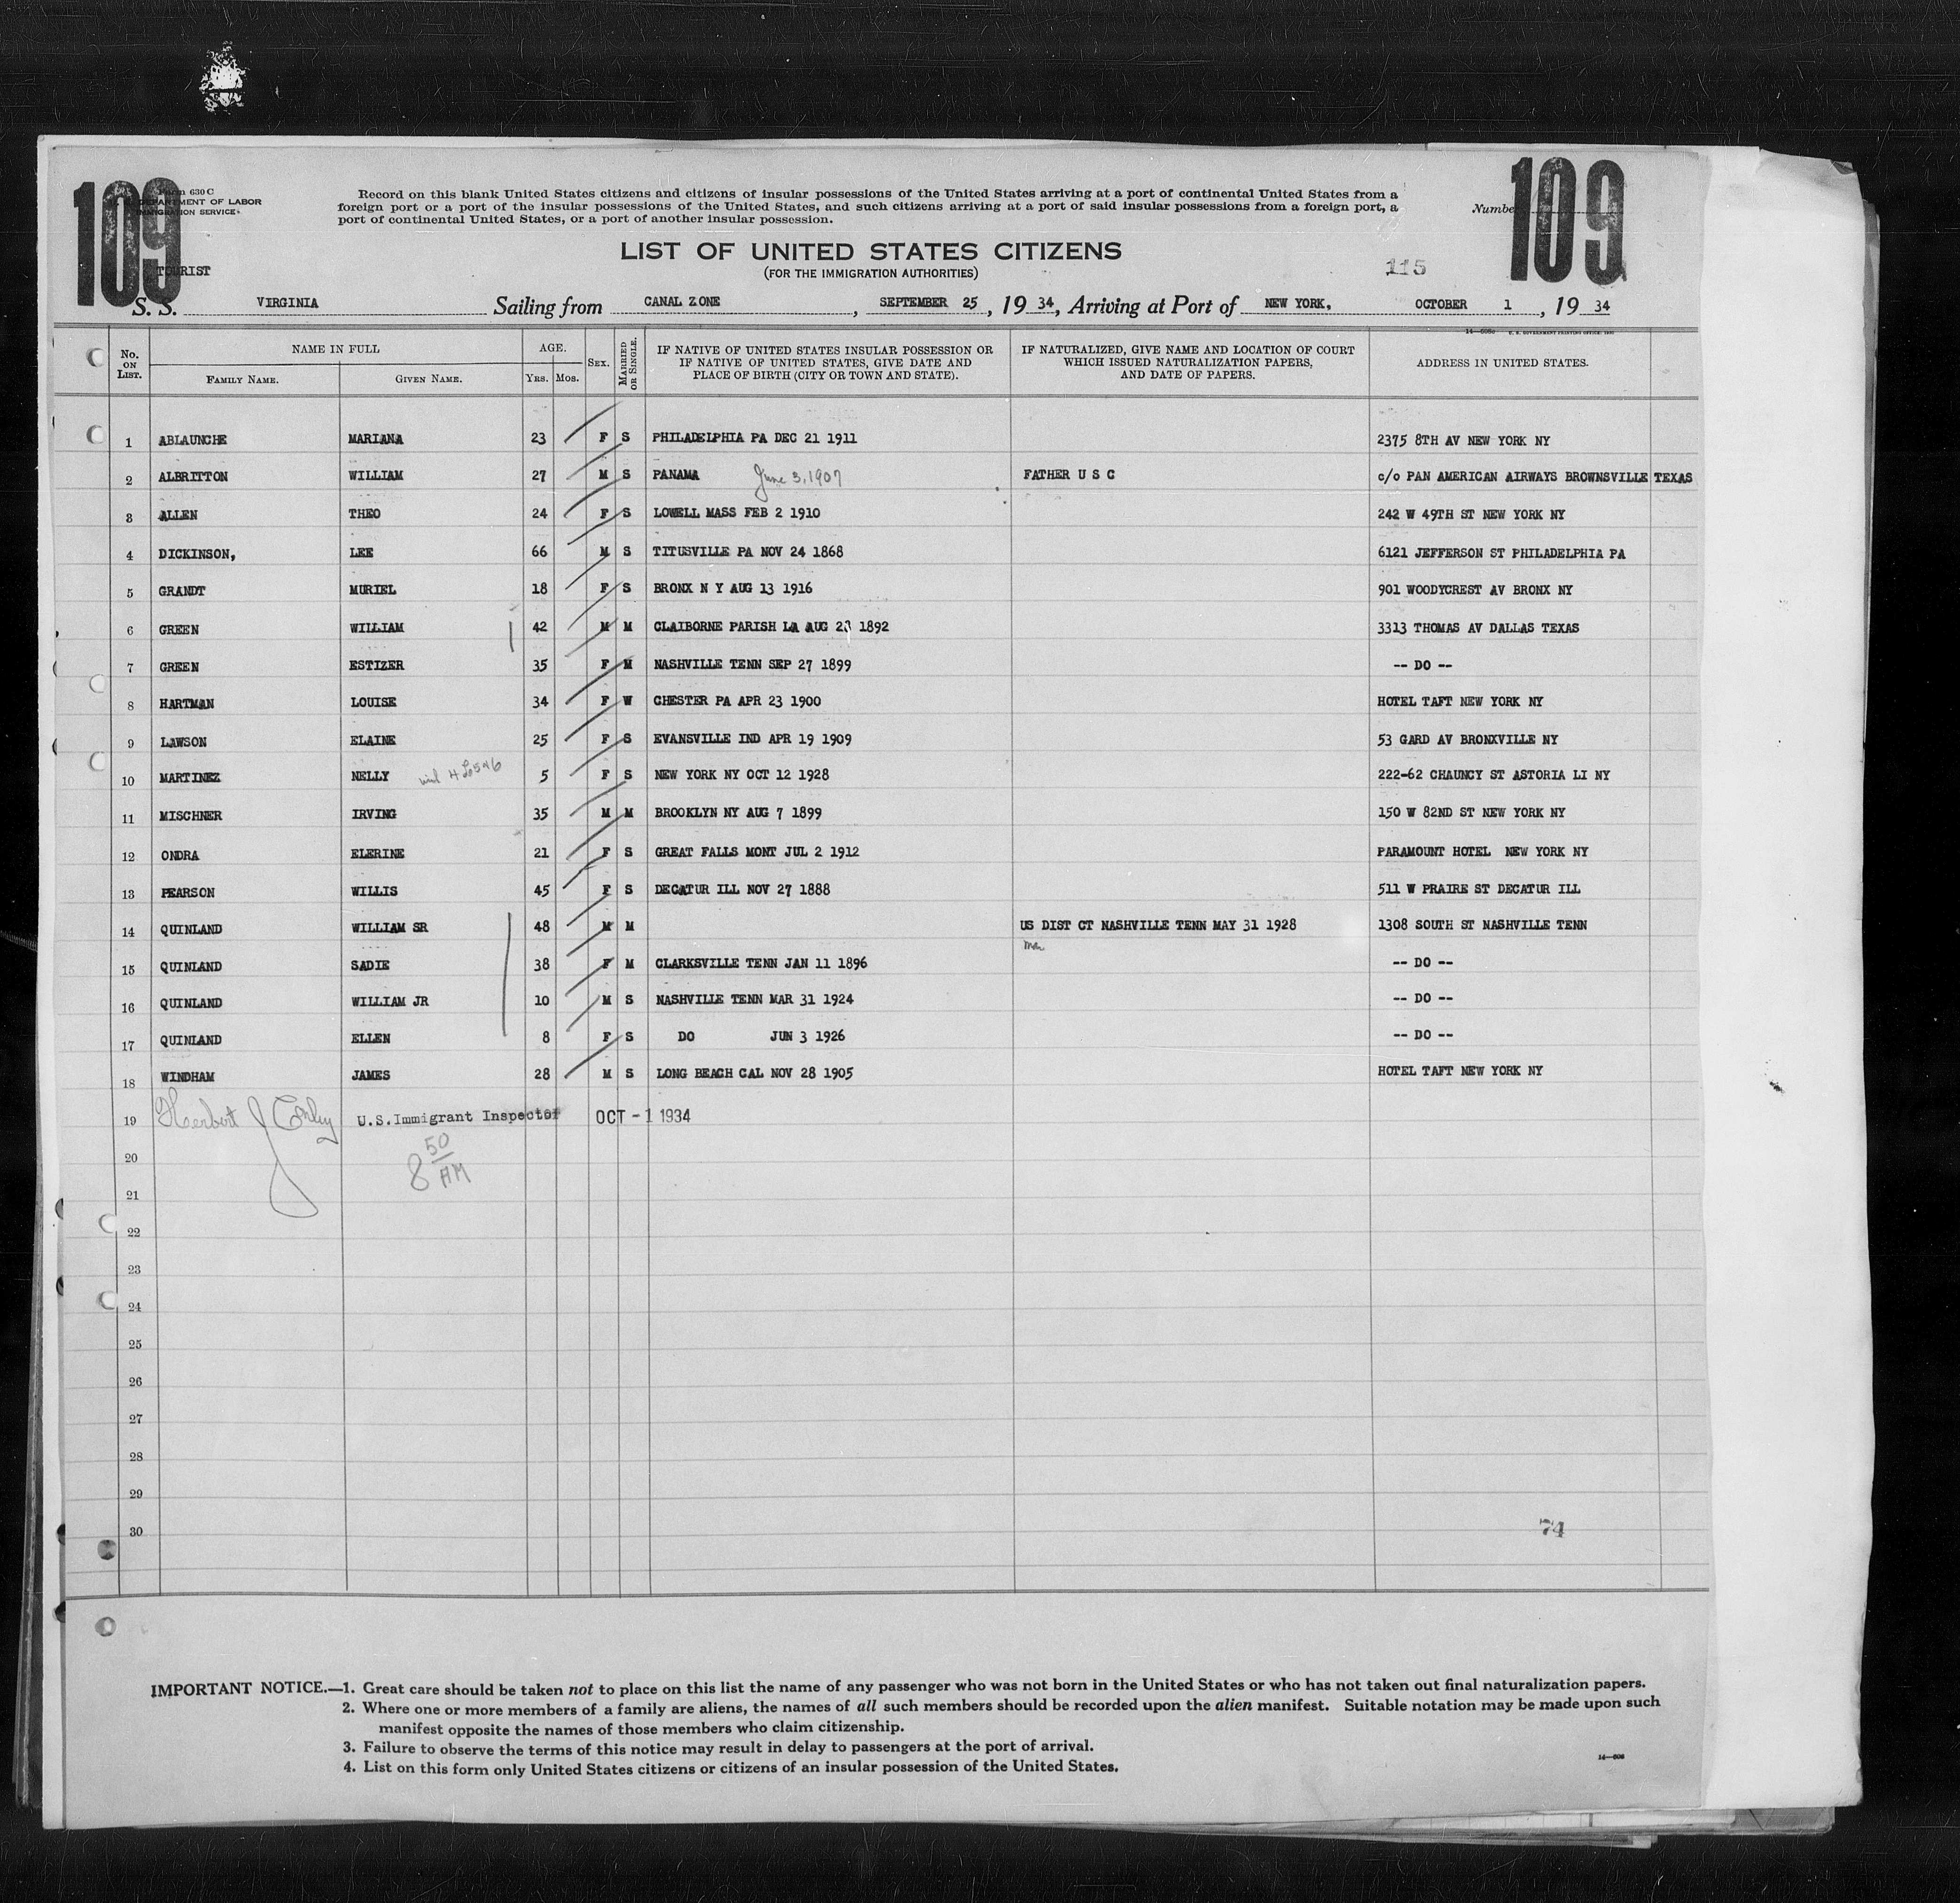 109
Form 630 C
DEPARTMENT OF LABOR
IMMIGRATION SERVICE
TOURIST
Record on this blank United States citizens and citizens of insular possessions of the United States arriving at a port of continental United States from a
foreign port or a port of the insular possessions of the United States, and such citizens arriving at a port of said insular possessions from a foreign port, a
port of continental United States, or a port of another insular possession.
Number 109
LIST OF UNITED STATES CITIZENS
(FOR THE IMMIGRATION AUTHORITIES)
115
S. S. VIRGINIA Sailing from CANAL ZONE, SEPTEMBER 25, 1934, Arriving at Port of NEW YORK, OCTOBER 1, 1934
No. ON LIST. NAME IN FULL FAMILY NAME. GIVEN NAME. AGE. YRS. MOS. SEX. MARRIED OR SINGLE. IF NATIVE OF UNITED STATES INSULAR POSSESSION OR IF NATIVE OF UNITED STATES, GIVE DATE AND PLACE OF BIRTH (CITY OR TOWN AND STATE). IF NATURALIZED, GIVE NAME AND LOCATION OF COURT WHICH ISSUED NATURALIZATION PAPERS, AND DATE OF PAPERS. ADDRESS IN UNITED STATES.
1 ABLAUNCHE MARIANA 23 F S PHILADELPHIA PA DEC 21 1911 2375 8TH AV NEW YORK NY
2 ALBRITTON WILLIAM 27 M S PANAMA June 3, 1907 FATHER U S C c/o PAN AMERICAN AIRWAYS BROWNSVILLE TEXAS
3 ALLEN THEO 24 F S LOWELL MASS FEB 2 1910 242 W 49TH ST NEW YORK NY
4 DICKINSON, LEE 66 M S TITUSVILLE PA NOV 24 1868 6121 JEFFERSON ST PHILADELPHIA PA
5 GRANDT MURIEL 18 F S BRONX N Y AUG 13 1916 901 WOODYCREST AV BRONX NY
6 GREEN WILLIAM 42 M M CLAIBORNE PARISH LA AUG 23 1892 3313 THOMAS AV DALLAS TEXAS
7 GREEN ESTIZER 35 F M NASHVILLE TENN SEP 27 1899 -- DO --
8 HARTMAN LOUISE 34 F W CHESTER PA APR 23 1900 HOTEL TAFT NEW YORK NY
9 LAWSON ELAINE 25 F S EVANSVILLE IND APR 19 1909 53 GARD AV BRONXVILLE NY
10 MARTINEZ NELLY 5 F S NEW YORK NY OCT 12 1928 222-62 CHAUNCY ST ASTORIA LI NY
11 MISCHNER IRVING 35 M M BROOKLYN NY AUG 7 1899 150 W 82ND ST NEW YORK NY
12 ONDRA ELERINE 21 F S GREAT FALLS MONT JUL 2 1912 PARAMOUNT HOTEL NEW YORK NY
13 PEARSON WILLIS 45 F S DECATUR ILL NOV 27 1888 511 W PRAIRE ST DECATUR ILL
14 QUINLAND WILLIAM SR 48 M M US DIST CT NASHVILLE TENN MAY 31 1928 1308 SOUTH ST NASHVILLE TENN
15 QUINLAND SADIE 38 F M CLARKSVILLE TENN JAN 11 1896 -- DO --
16 QUINLAND WILLIAM JR 10 M S NASHVILLE TENN MAR 31 1924 -- DO --
17 QUINLAND ELLEN 8 F S DO JUN 3 1926 -- DO --
18 WINDHAM JAMES 28 M S LONG BEACH CAL NOV 28 1905 HOTEL TAFT NEW YORK NY
19 Herbert J U.S.Immigrant Inspector OCT -1 1934
8 50 AM
20
21
22
23
24
25
26
27
28
29
30
74
IMPORTANT NOTICE.—1. Great care should be taken not to place on this list the name of any passenger who was not born in the United States or who has not taken out final naturalization papers.
2. Where one or more members of a family are aliens, the names of all such members should be recorded upon the alien manifest. Suitable notation may be made upon such
manifest opposite the names of those members who claim citizenship.
3. Failure to observe the terms of this notice may result in delay to passengers at the port of arrival.
4. List on this form only United States citizens or citizens of an insular possession of the United States.